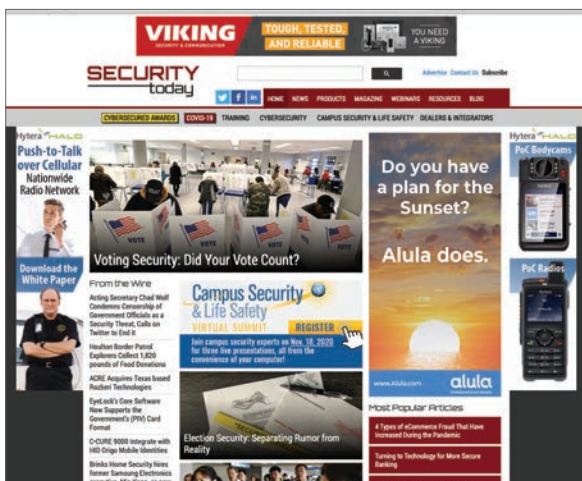 VIKING
SECURITY & COMMUNICATION
TOUGH, TESTED,
AND RELIABLE
YOU NEED
A VIKING
SECURITY
today
Advertise Contact Us Subscribe
HOME NEWS PRODUCTS MAGAZINE WEBINARS RESOURCES BLOG
CYBERSECURED AWARDS COVID-19 TRAINING CYBERSECURITY CAMPUS SECURITY & LIFE SAFETY DEALERS & INTEGRATORS
Hytera HALO
Push-to-Talk
over Cellular
Nationwide
Radio Network
Download the
White Paper
VOTE
VOTE
VOTE
VOTE
Voting Security: Did Your Vote Count?
From the Wire
Acting Secretary Chad Wolf
Condemns Censorship of
Government Officials as a
Security Threat, Calls on
Twitter to End it
Houlton Border Patrol
Explorers Collect 1,820
pounds of Food Donations
ACRE Acquires Texas based
Razberi Technologies
EyeLock's Core Software
Now Supports the
Government's (PIV) Card
Format
C•CURE 9000 Integrate with
HID Origo Mobile Identities
Brinks Home Security hires
former Samsung Electronics
Campus Security
& Life Safety
VIRTUAL SUMMIT
REGISTER
Join campus security experts on Nov. 18, 2020
for three live presentations, all from the
convenience of your computer!
Election Security: Separating Rumor from
Reality
Do you have
a plan for the
Sunset?
Alula does.
www.Alula.com
alula
Most Popular Articles
4 Types of eCommerce Fraud That Have
Increased During the Pandemic
Turning to Technology for More Secure
Banking
Hytera HALO
PoC Bodycams
PoC Radios